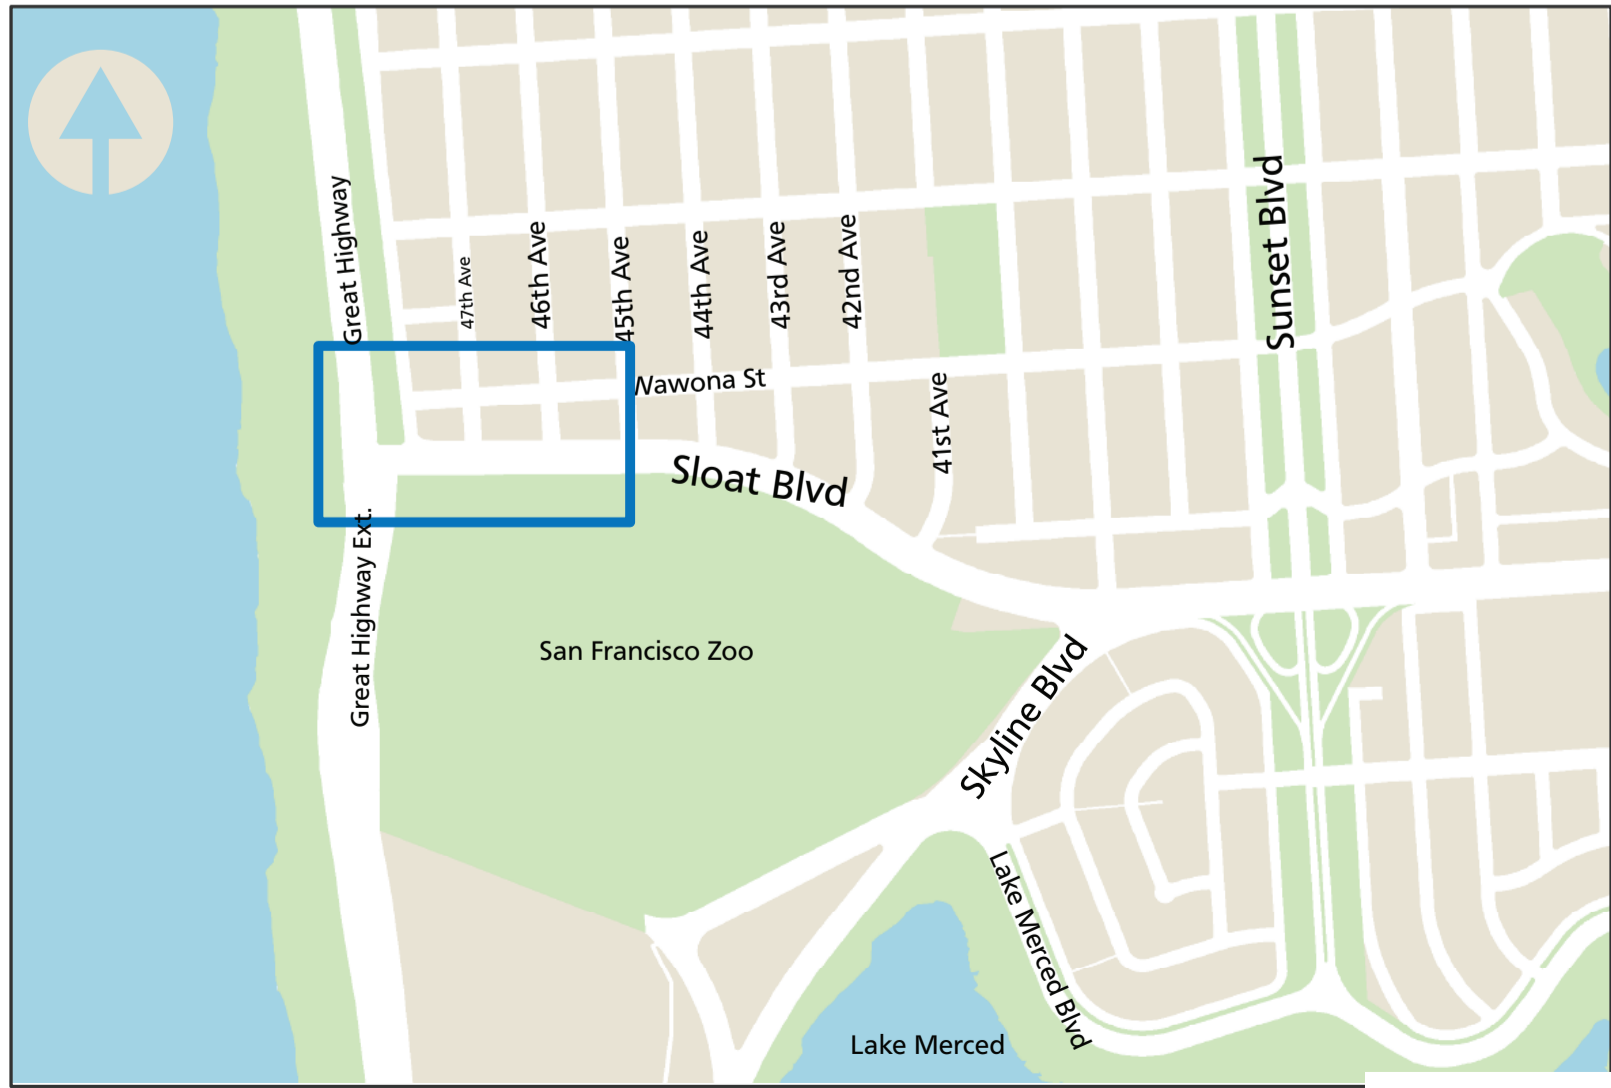 Great Highway
47th Ave
46th Ave
45th Ave
44th Ave
43rd Ave
42nd Ave
Sunset Blvd
Wawona St
41st Ave
Sloat Blvd
Great Highway Ext.
San Francisco Zoo
Skyline Blvd
Lake Merced Blvd
Lake Merced